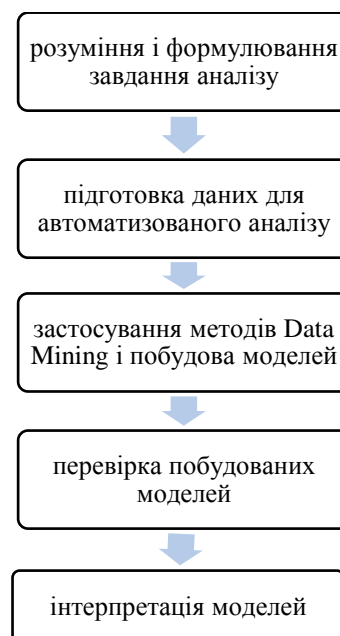 розуміння і формулювання
завдання аналізу
підготовка даних для
автоматизованого аналізу
застосування методів Data
Mining і побудова моделей
перевірка побудованих
моделей
інтерпретація моделей